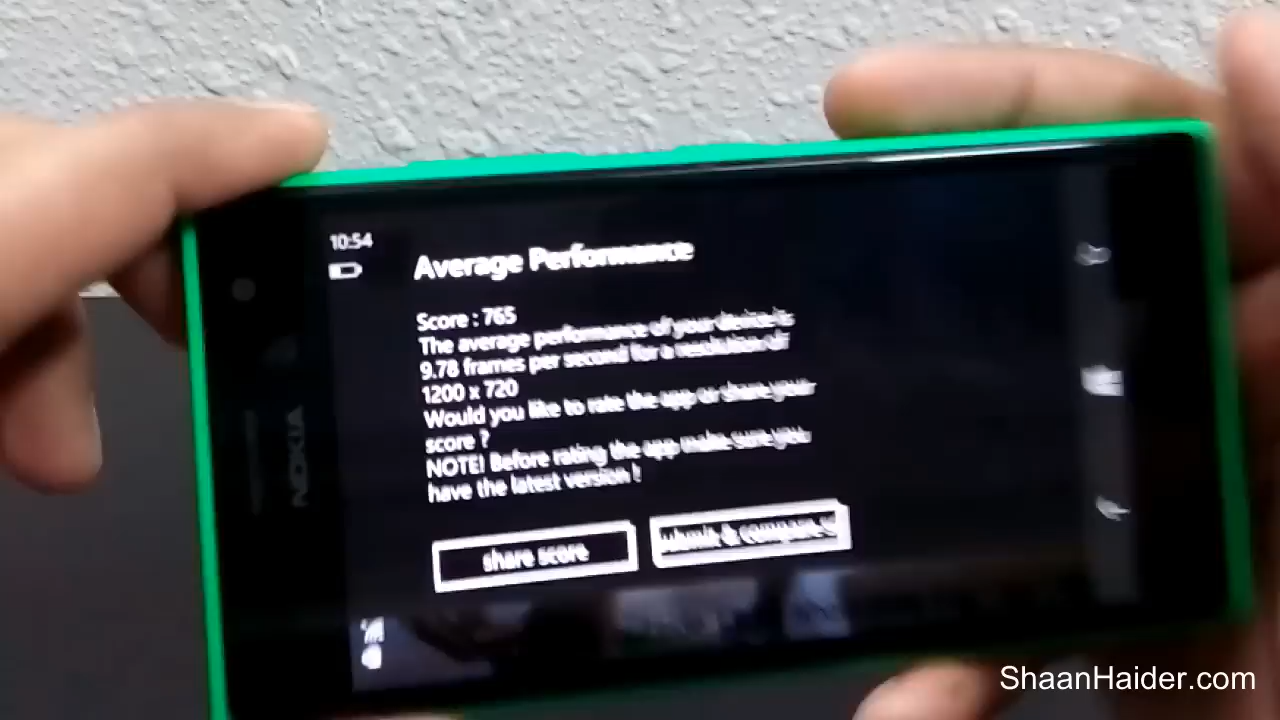 10:54
Average Performance
Score : 765
The average performance of your device is
9.78 frames per second for a resolution of
1200 x 720
Would you like to rate the app or share your
score ?
NOTE! Before rating the app make sure you
have the latest version !
share score
submit & compare
NOKIA
ShaanHaider.com